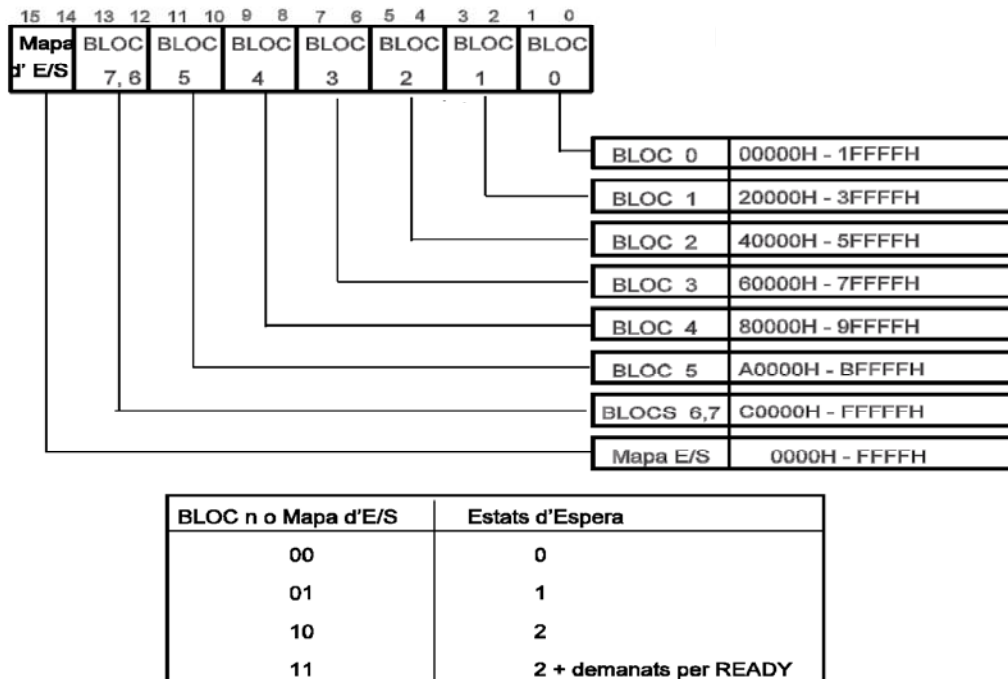 15 14 13 12 11 10 9 8 7 6 5 4 3 2 1 0
Mapa BLOC BLOC BLOC BLOC BLOC BLOC BLOC
d' E/S 7, 6 5 4 3 2 1 0
BLOC 0 00000H - 1FFFFH
BLOC 1 20000H - 3FFFFH
BLOC 2 40000H - 5FFFFH
BLOC 3 60000H - 7FFFFH
BLOC 4 80000H - 9FFFFH
BLOC 5 A0000H - BFFFFH
BLOCS 6,7 C0000H - FFFFFH
Mapa E/S 0000H - FFFFH
BLOC n o Mapa d'E/S Estats d'Espera
00 0
01 1
10 2
11 2 + demanats per READY